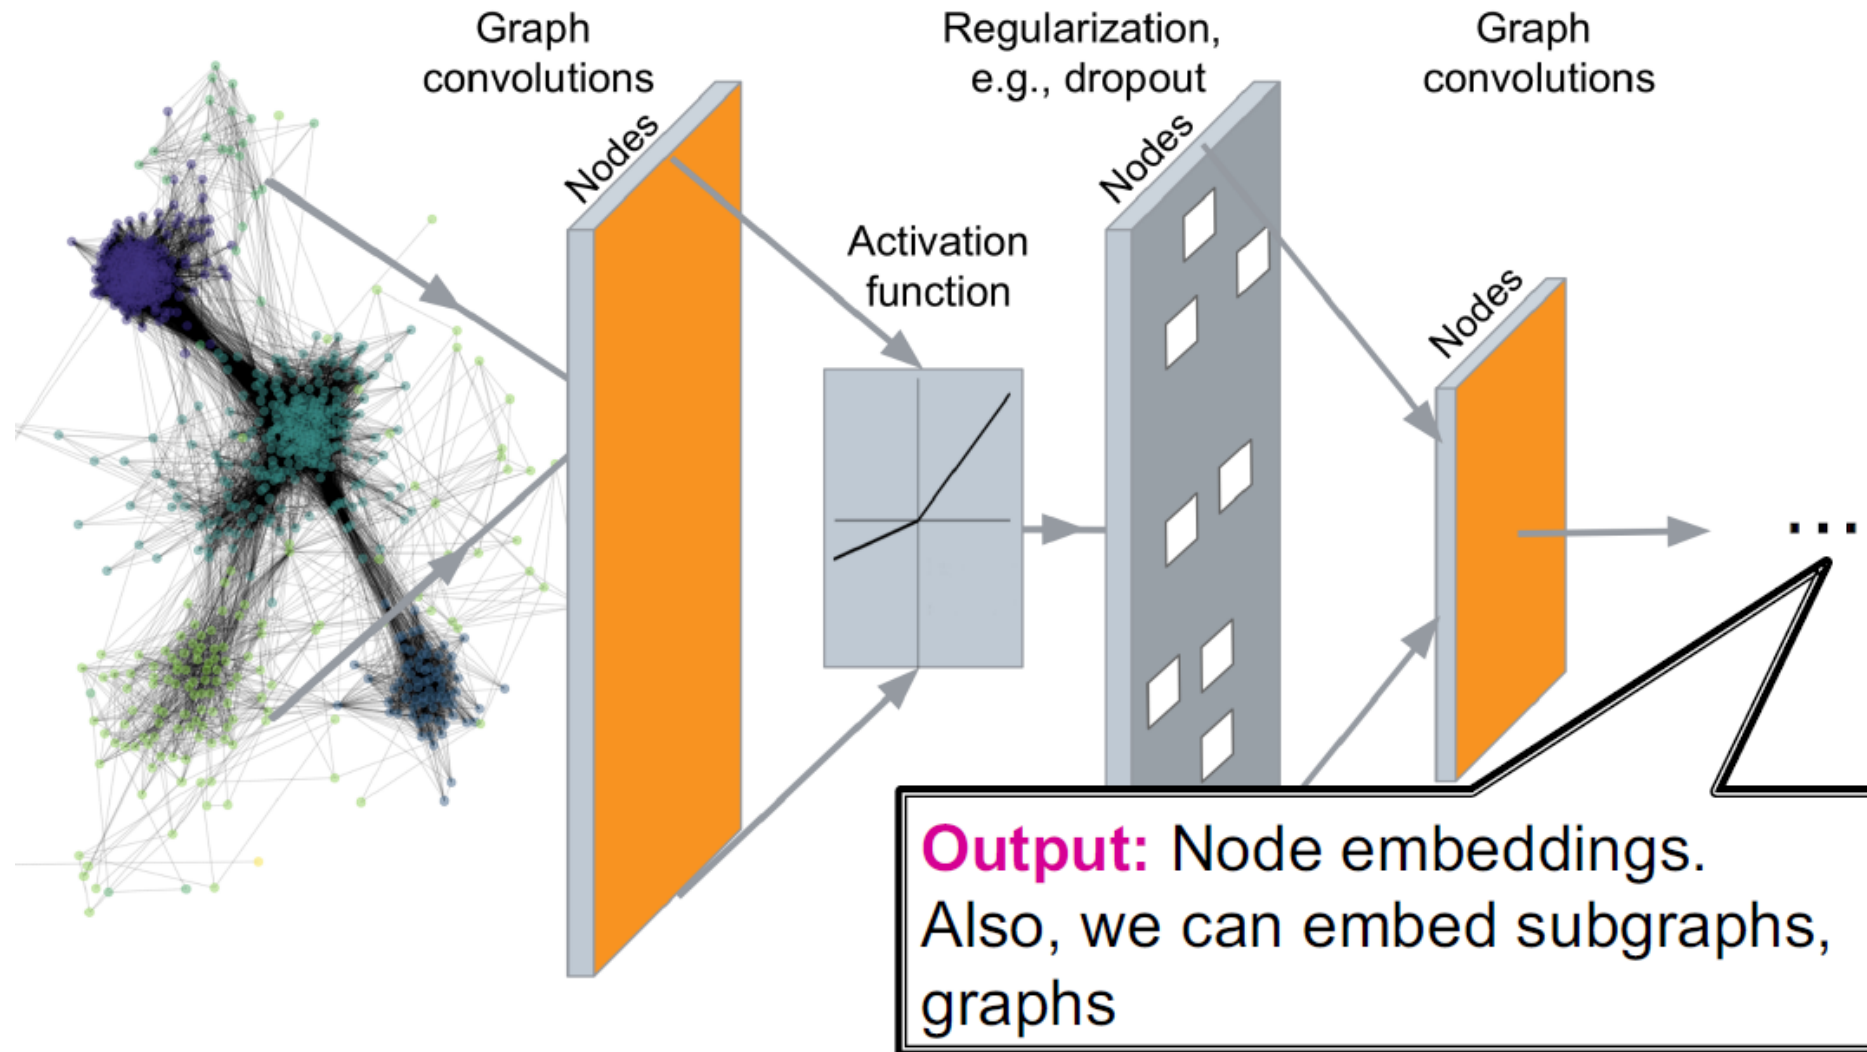 Graph
convolutions
Regularization,
e.g., dropout
Graph
convolutions
Nodes
Nodes
Activation
function
Nodes
...
Output: Node embeddings.
Also, we can embed subgraphs,
graphs